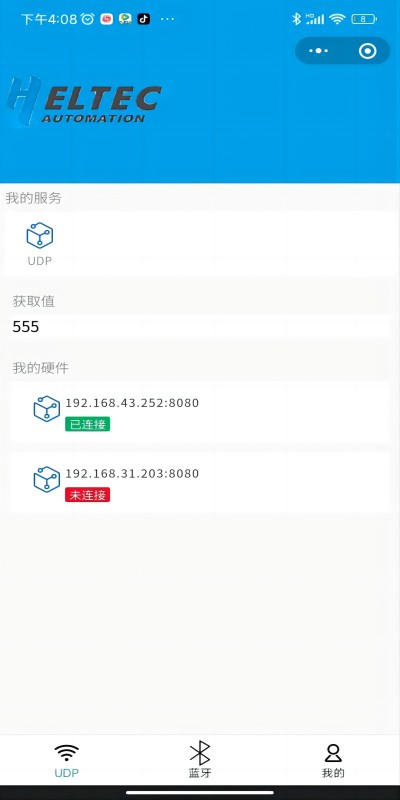 下午4:08
8
HELTEC
AUTOMATION
我的服务
UDP
获取值
555
我的硬件
192.168.43.252:8080
已连接
192.168.31.203:8080
未连接
UDP
蓝牙
我的